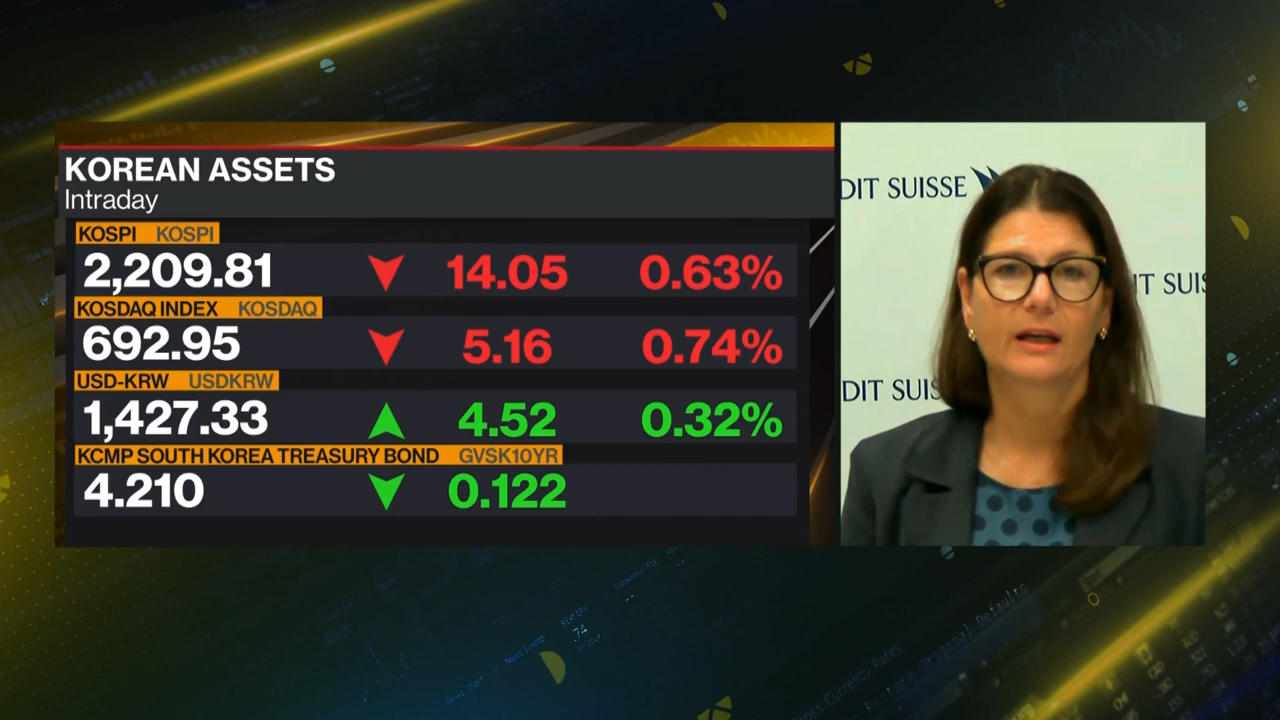 KOREAN ASSETS
Intraday
KOSPI KOSPI
2,209.81 ▼ 14.05 0.63%
KOSDAQ INDEX KOSDAQ
692.95 ▼ 5.16 0.74%
USD-KRW USDKRW
1,427.33 ▲ 4.52 0.32%
KCMP SOUTH KOREA TREASURY BOND GVSK10YR
4.210 ▼ 0.122
DIT SUISSE
IT SUIS
DIT SUIS